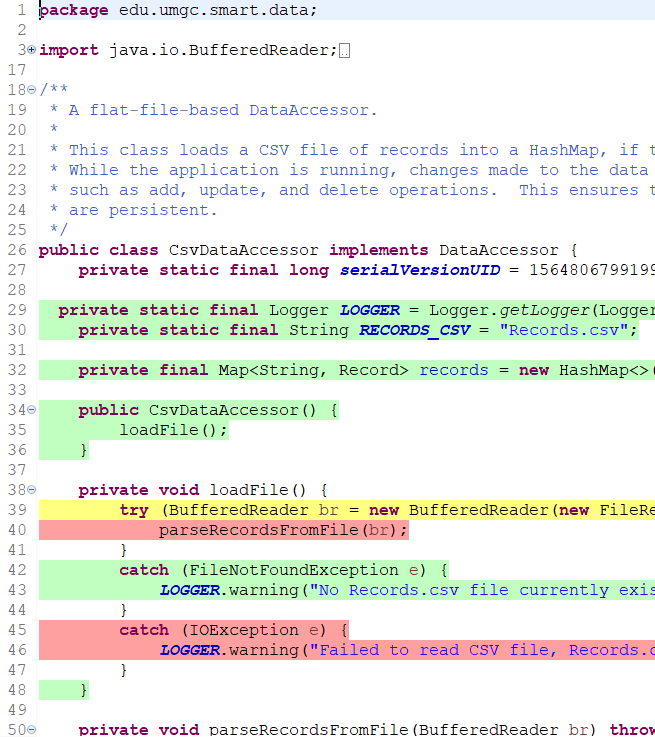 1 package edu.umgc.smart.data;
2
3 import java.io.BufferedReader;
17
18 /**
19 * A flat-file-based DataAccessor.
20 *
21 * This class loads a CSV file of records into a HashMap, if t
22 * While the application is running, changes made to the data
23 * such as add, update, and delete operations.  This ensures t
24 * are persistent.
25 */
26 public class CsvDataAccessor implements DataAccessor {
27 private static final long serialVersionUID = 1564806799199
28
29 private static final Logger LOGGER = Logger.getLogger(Logger
30 private static final String RECORDS_CSV = "Records.csv";
31
32 private final Map<String, Record> records = new HashMap<>(
33
34 public CsvDataAccessor() {
35 loadFile();
36 }
37
38 private void loadFile() {
39 try (BufferedReader br = new BufferedReader(new FileRe
40 parseRecordsFromFile(br);
41 }
42 catch (FileNotFoundException e) {
43 LOGGER.warning("No Records.csv file currently exis
44 }
45 catch (IOException e) {
46 LOGGER.warning("Failed to read CSV file, Records.c
47 }
48 }
49
50 private void parseRecordsFromFile(BufferedReader br) throw